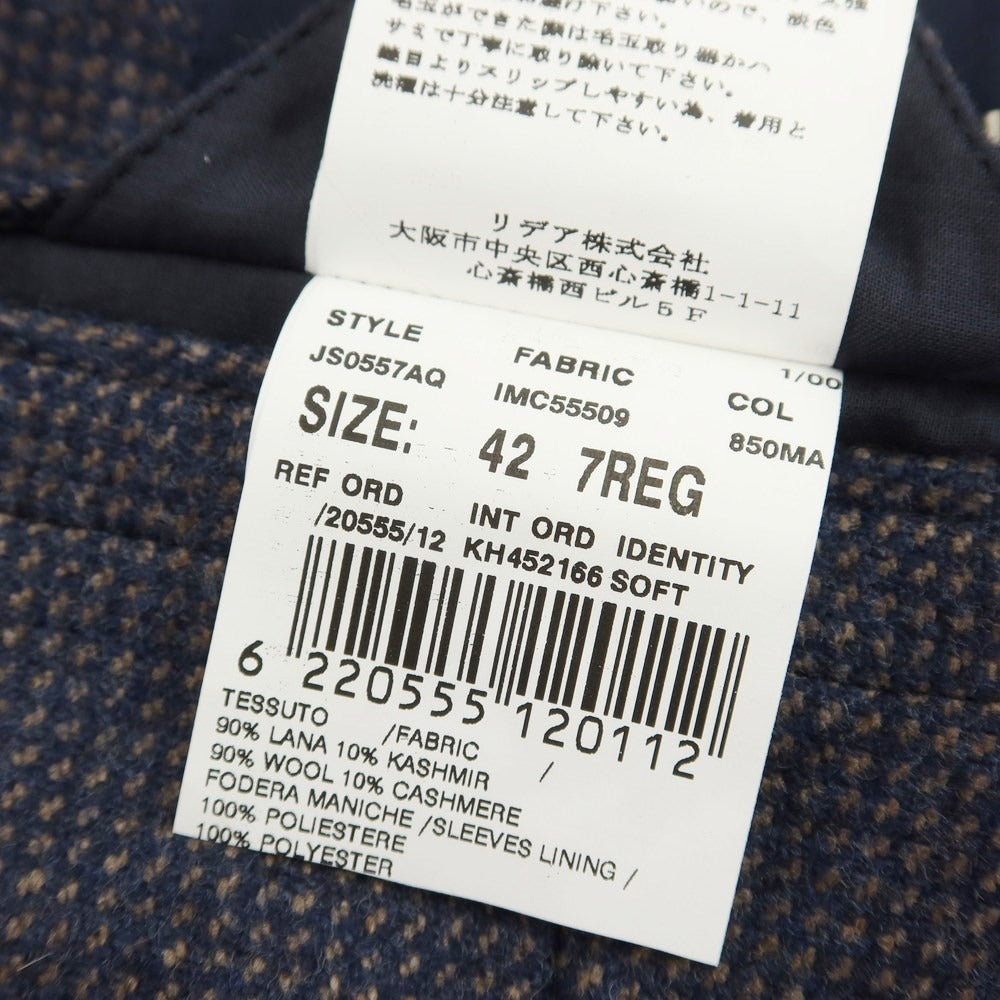 毛玉ができた際は毛玉取り器かハ
サミで丁寧に取り除いて下さい。
縫目よりスリップしやすい為、着用と
洗濯は十分注意して下さい。
リデア株式会社
大阪市中央区西心斎橋1-1-11
心斎橋西ビル5F
1/00
STYLE FABRIC COL
JS0557AQ IMC55509 850MA
SIZE: 42 7REG
REF ORD INT ORD IDENTITY
/20555/12 KH452166 SOFT
6 220555 120112
TESSUTO /FABRIC /
90% LANA 10% KASHMIR
90% WOOL 10% CASHMERE
FODERA MANICHE /SLEEVES LINING /
100% POLIESTERE
100% POLYESTER